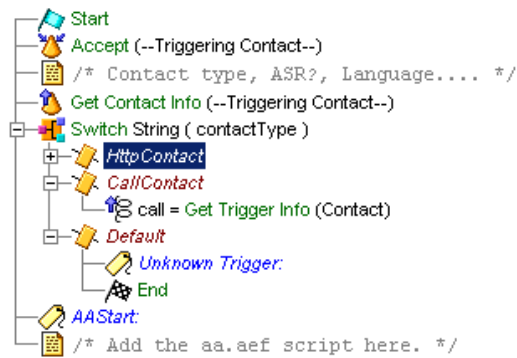 Start
Accept (--Triggering Contact--)
/* Contact type, ASR?, Language.... */
Get Contact Info (--Triggering Contact--)
Switch String ( contactType )
HttpContact
CallContact
call = Get Trigger Info (Contact)
Default
Unknown Trigger:
End
AAStart:
/* Add the aa.aef script here. */